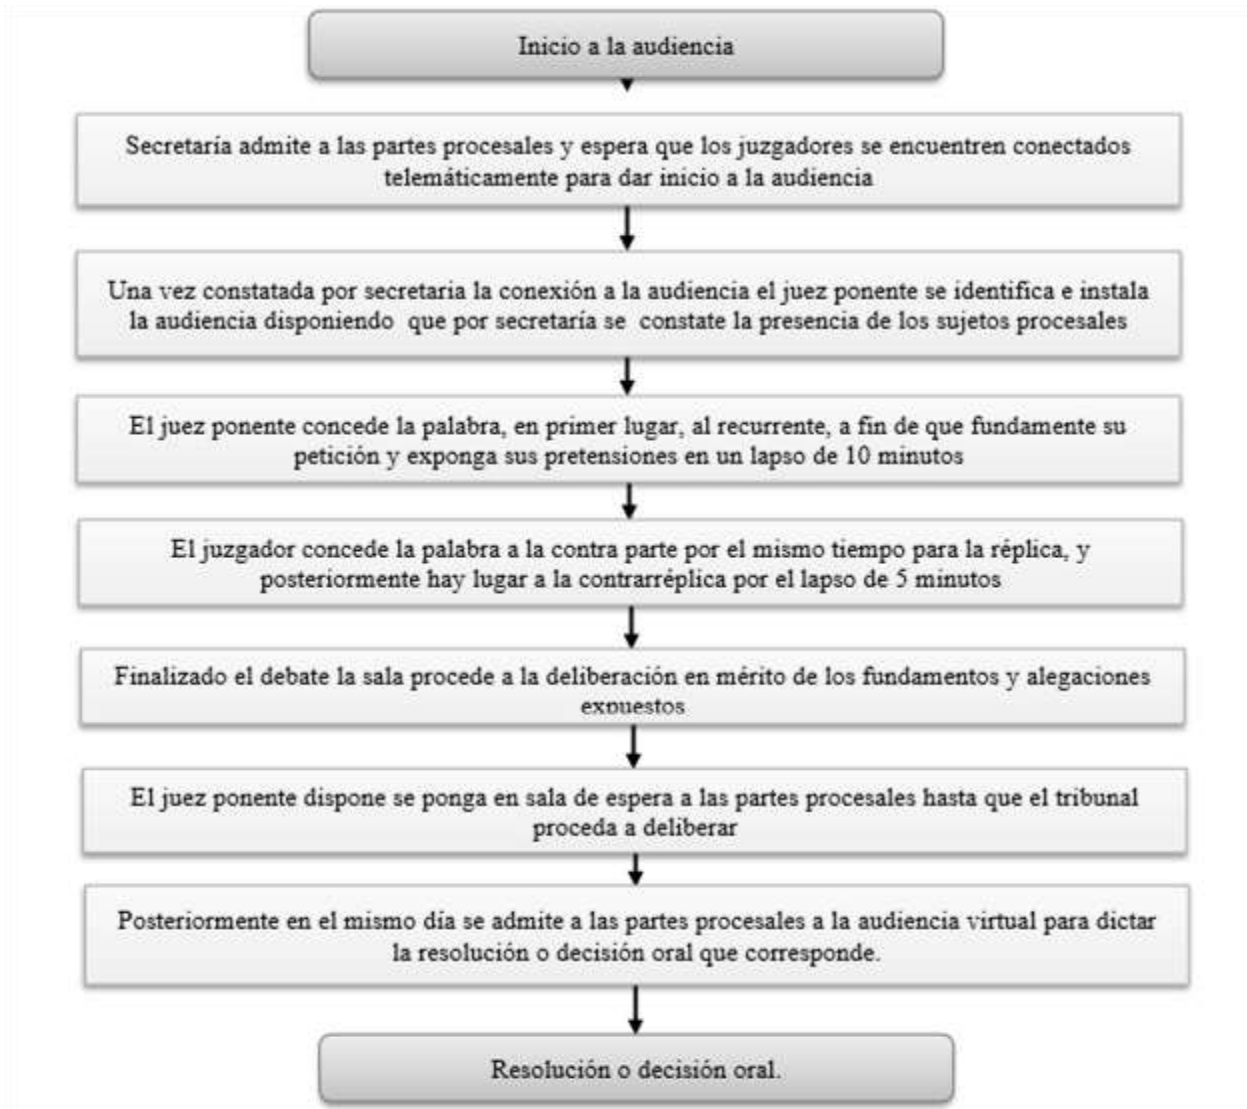 Inicio a la audiencia
Secretaría admite a las partes procesales y espera que los juzgadores se encuentren conectados
telemáticamente para dar inicio a la audiencia
Una vez constatada por secretaria la conexión a la audiencia el juez ponente se identifica e instala
la audiencia disponiendo que por secretaría se constate la presencia de los sujetos procesales
El juez ponente concede la palabra, en primer lugar, al recurrente, a fin de que fundamente su
petición y exponga sus pretensiones en un lapso de 10 minutos
El juzgador concede la palabra a la contra parte por el mismo tiempo para la réplica, y
posteriormente hay lugar a la contrarréplica por el lapso de 5 minutos
Finalizado el debate la sala procede a la deliberación en mérito de los fundamentos y alegaciones
expuestos
El juez ponente dispone se ponga en sala de espera a las partes procesales hasta que el tribunal
proceda a deliberar
Posteriormente en el mismo día se admite a las partes procesales a la audiencia virtual para dictar
la resolución o decisión oral que corresponde.
Resolución o decisión oral.